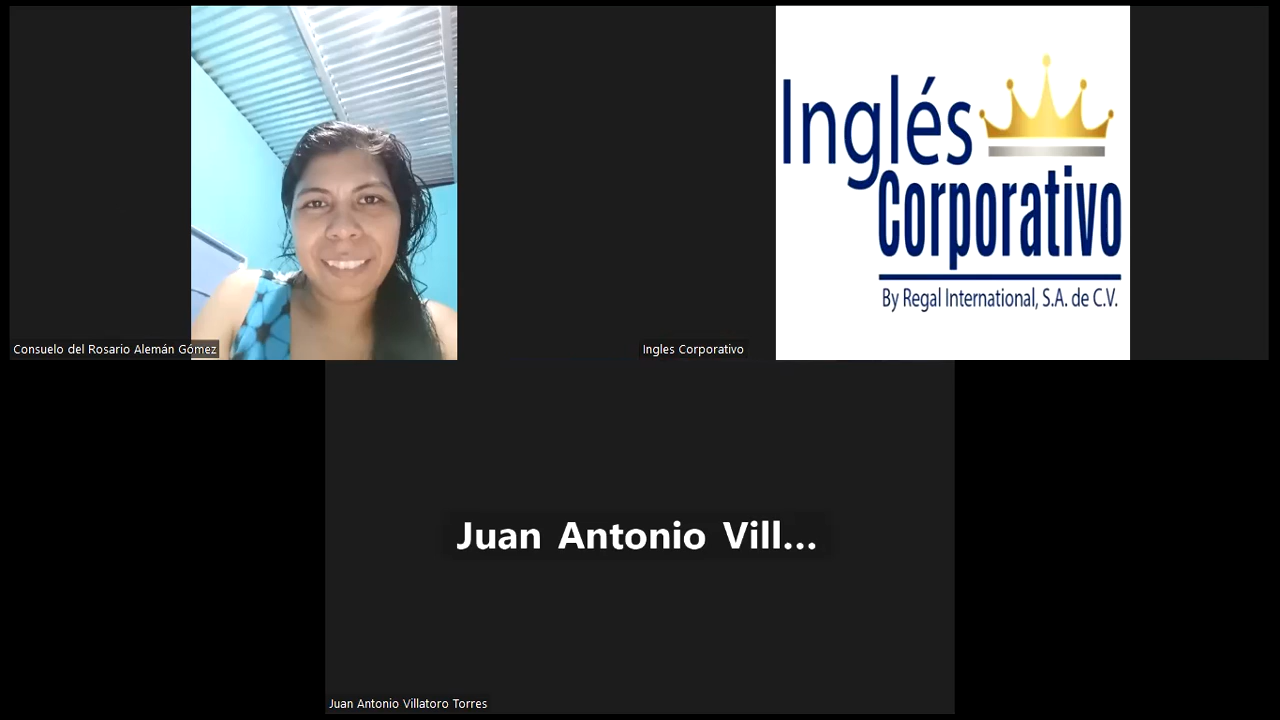 Inglés
Corporativo
By Regal International, S.A. de C.V.
Consuelo del Rosario Alemán Gómez
Ingles Corporativo
Juan Antonio Vill...
Juan Antonio Villatoro Torres